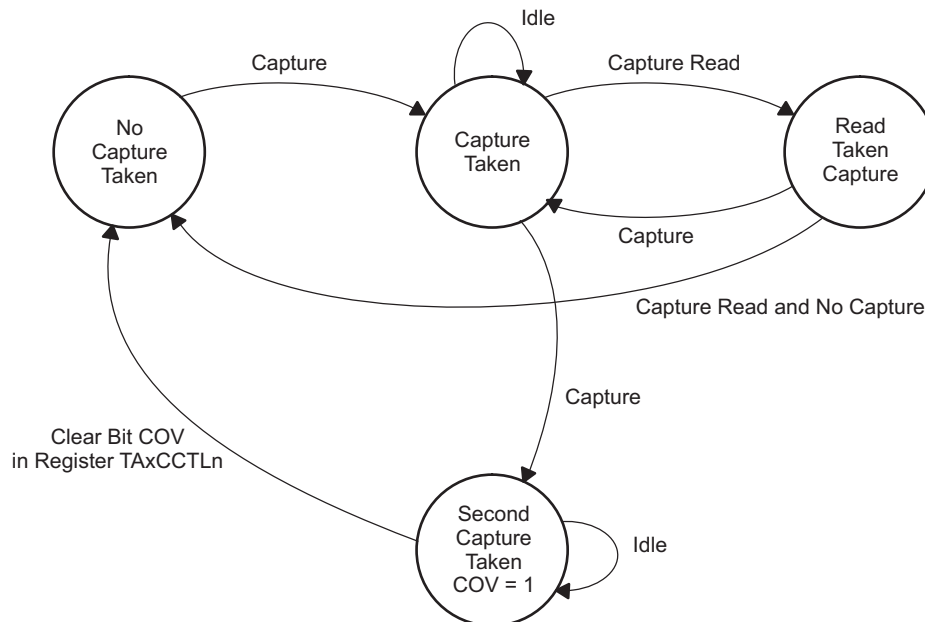 Idle
Capture
Capture Read
No
Capture
Taken
Capture
Taken
Read
Taken
Capture
Capture
Capture Read and No Capture
Capture
Clear Bit COV
in Register TAxCCTLn
Second
Capture
Taken
COV = 1
Idle